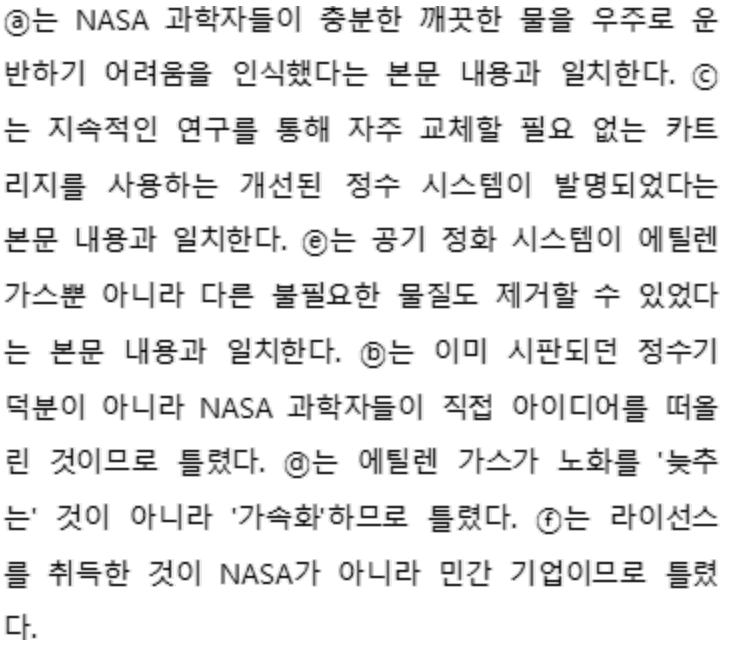 ⓐ는 NASA 과학자들이 충분한 깨끗한 물을 우주로 운
반하기 어려움을 인식했다는 본문 내용과 일치한다. ⓒ
는 지속적인 연구를 통해 자주 교체할 필요 없는 카트
리지를 사용하는 개선된 정수 시스템이 발명되었다는
본문 내용과 일치한다. ⓔ는 공기 정화 시스템이 에틸렌
가스뿐 아니라 다른 불필요한 물질도 제거할 수 있었다
는 본문 내용과 일치한다. ⓑ는 이미 시판되던 정수기
덕분이 아니라 NASA 과학자들이 직접 아이디어를 떠올
린 것이므로 틀렸다. ⓓ는 에틸렌 가스가 노화를 '늦추
는' 것이 아니라 '가속화'하므로 틀렸다. ⓕ는 라이선스
를 취득한 것이 NASA가 아니라 민간 기업이므로 틀렸
다.